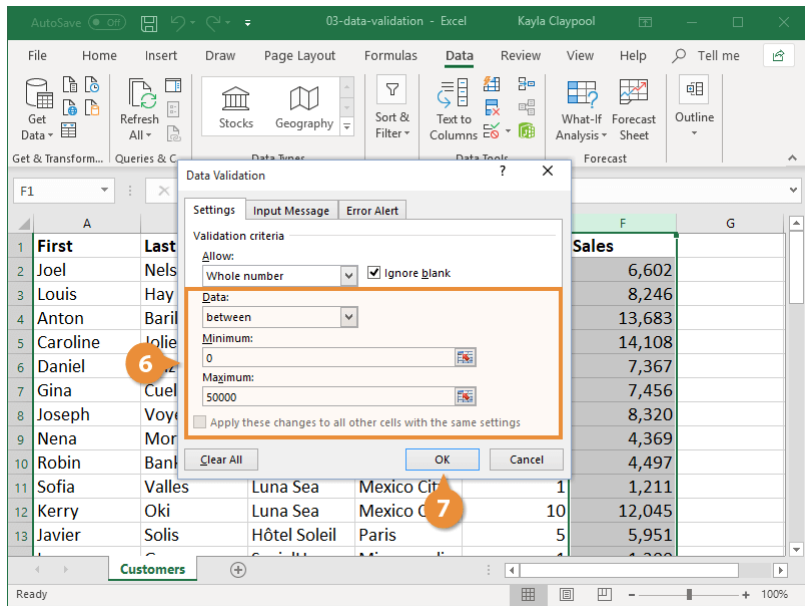 AutoSave Off 03-data-validation - Excel Kayla Claypool
File Home Insert Draw Page Layout Formulas Data Review View Help Tell me
Get Data Refresh All Stocks Geography Sort & Filter Text to Columns What-If Analysis Forecast Sheet Outline
Get & Transform... Queries & C Data Types Data Tools Forecast
F1
Data Validation ? X
Settings Input Message Error Alert
Validation criteria
Allow:
Whole number Ignore blank
Data:
between
Minimum:
0
Maximum:
50000
Apply these changes to all other cells with the same settings
Clear All OK Cancel
6
7
A F G
1 First Last Sales
2 Joel Nels 6,602
3 Louis Hay 8,246
4 Anton Baril 13,683
5 Caroline Jolie 14,108
6 Daniel 7,367
7 Gina Cuel 7,456
8 Joseph Voye 8,320
9 Nena Mor 4,369
10 Robin Bank 4,497
11 Sofia Valles Luna Sea Mexico City 1 1,211
12 Kerry Oki Luna Sea Mexico C 10 12,045
13 Javier Solis Hôtel Soleil Paris 5 5,951
Customers
Ready 100%